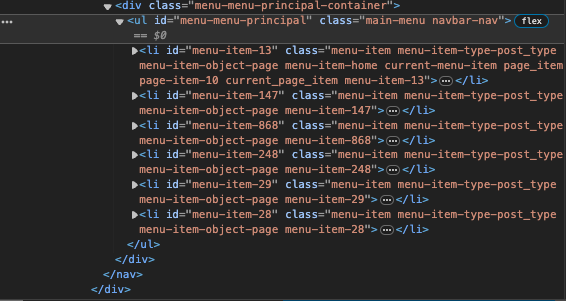 ▼<div class="menu-menu-principal-container">
••• ▼<ul id="menu-menu-principal" class="main-menu navbar-nav"> flex
== $0
▶<li id="menu-item-13" class="menu-item menu-item-type-post_type
menu-item-object-page menu-item-home current-menu-item page_item
page-item-10 current_page_item menu-item-13">•••</li>
▶<li id="menu-item-147" class="menu-item menu-item-type-post_type
menu-item-object-page menu-item-147">•••</li>
▶<li id="menu-item-868" class="menu-item menu-item-type-post_type
menu-item-object-page menu-item-868">•••</li>
▶<li id="menu-item-248" class="menu-item menu-item-type-post_type
menu-item-object-page menu-item-248">•••</li>
▶<li id="menu-item-29" class="menu-item menu-item-type-post_type
menu-item-object-page menu-item-29">•••</li>
▶<li id="menu-item-28" class="menu-item menu-item-type-post_type
menu-item-object-page menu-item-28">•••</li>
</ul>
</div>
</nav>
</div>